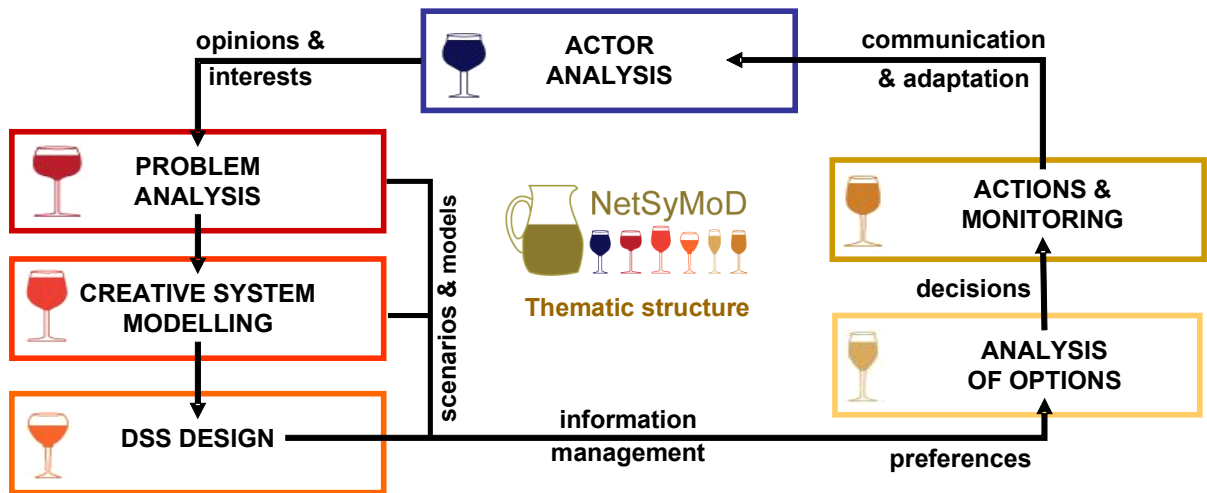 opinions &
interests
ACTOR
ANALYSIS
communication
& adaptation
PROBLEM
ANALYSIS
scenarios & models
NetSyMoD
Thematic structure
ACTIONS &
MONITORING
CREATIVE SYSTEM
MODELLING
decisions
ANALYSIS
OF OPTIONS
DSS DESIGN
information
management
preferences